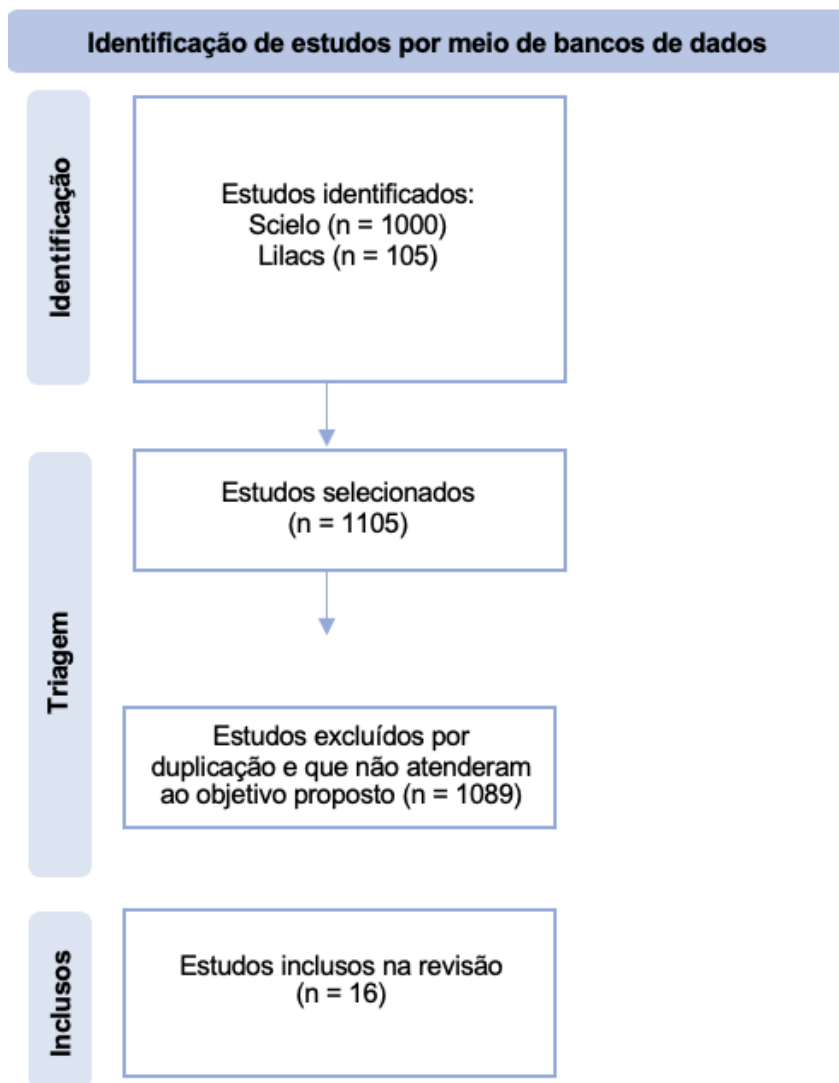 Identificação de estudos por meio de bancos de dados
Identificação
Estudos identificados:
Scielo (n = 1000)
Lilacs (n = 105)
Triagem
Estudos selecionados
(n = 1105)
Estudos excluídos por
duplicação e que não atenderam
ao objetivo proposto (n = 1089)
Inclusos
Estudos inclusos na revisão
(n = 16)